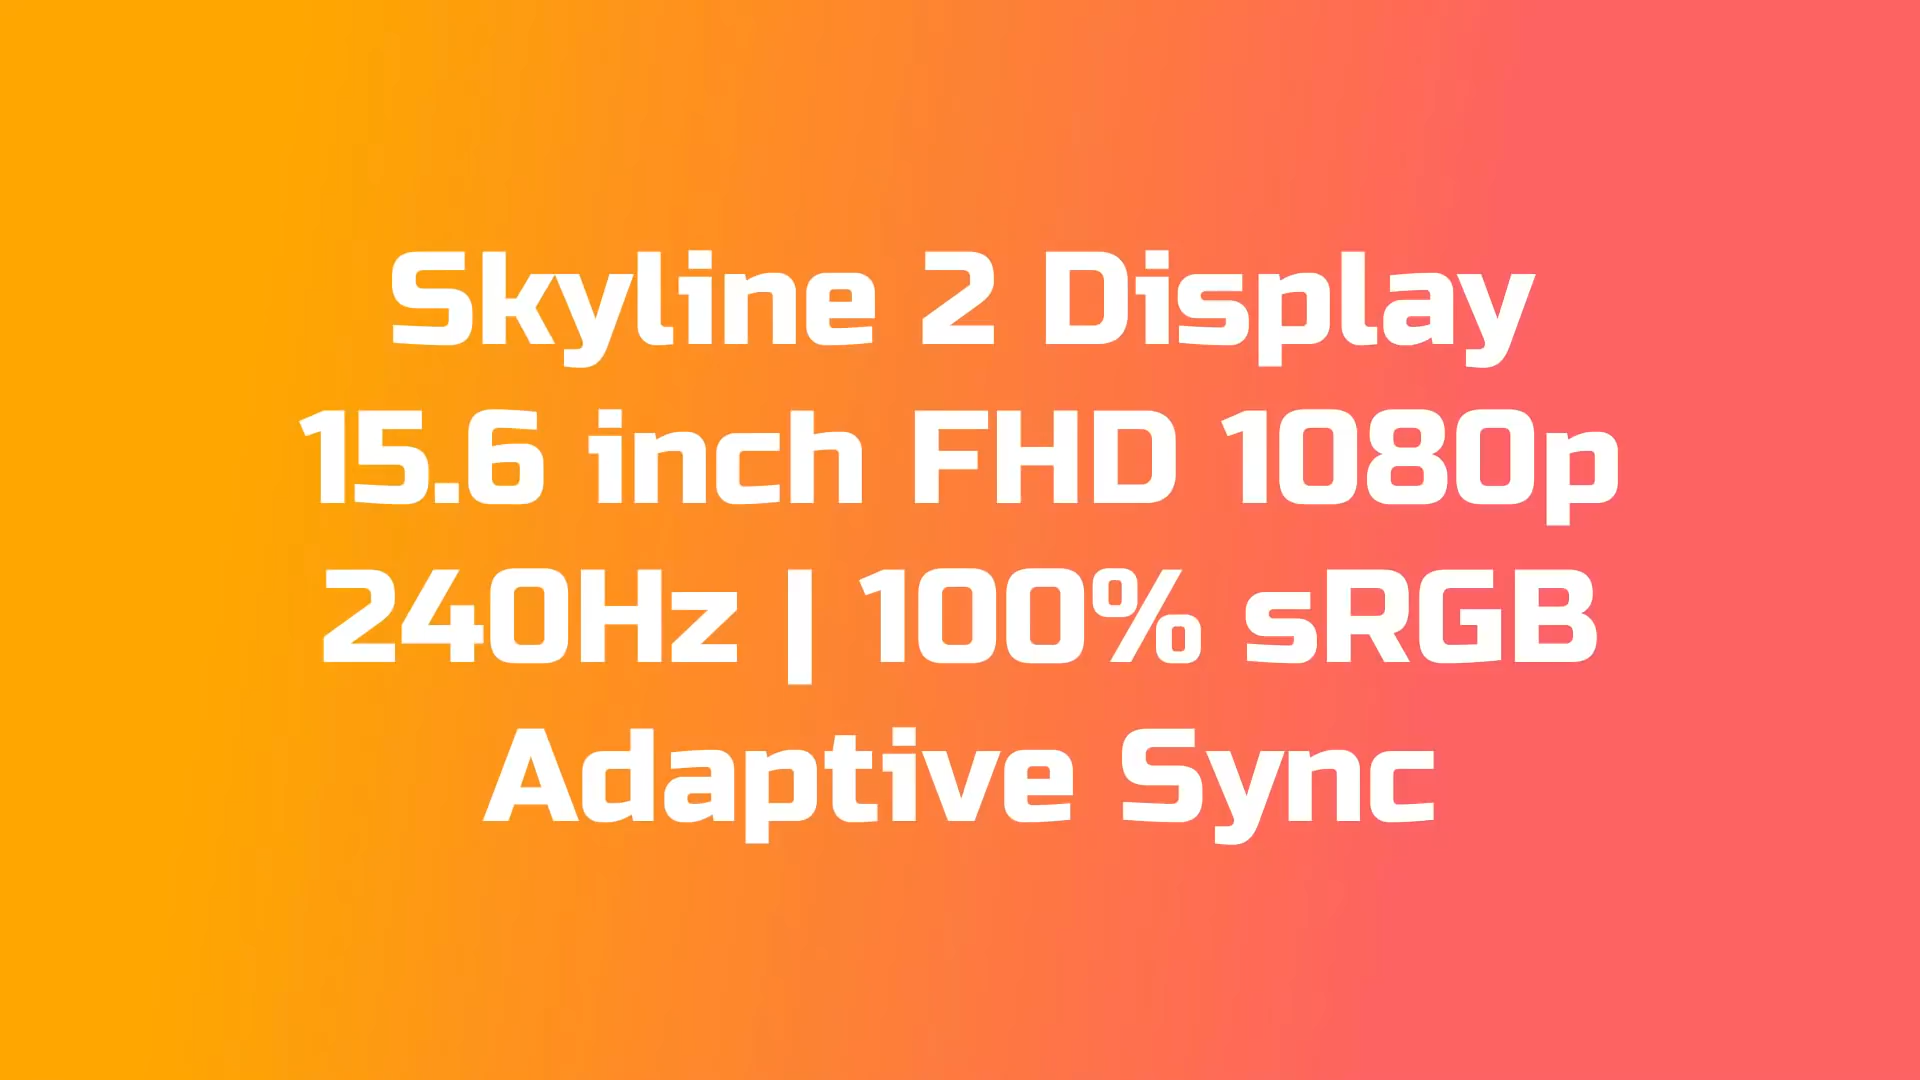 Skyline 2 Display
15.6 inch FHD 1080p
240Hz | 100% sRGB
Adaptive Sync